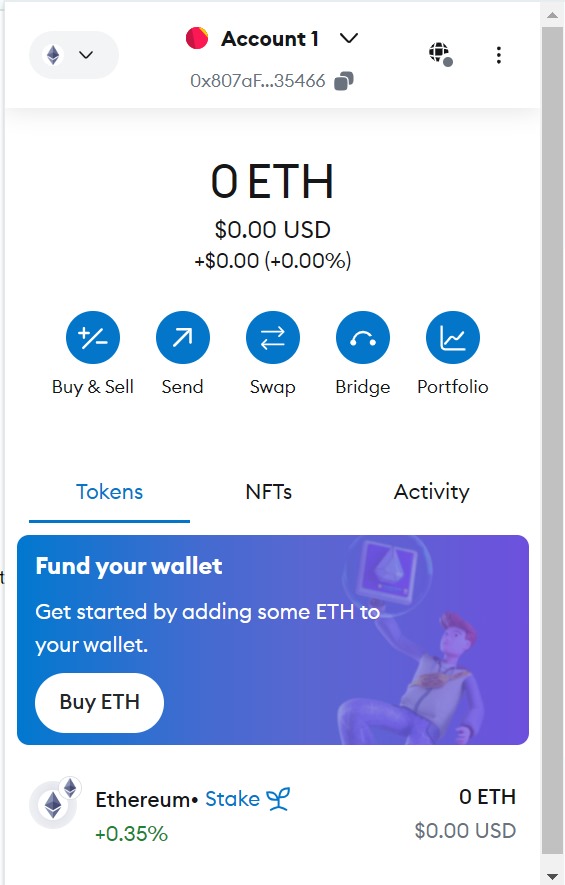 Account 1
0x807aF...35466
0 ETH
$0.00 USD
+$0.00 (+0.00%)
Buy & Sell
Send
Swap
Bridge
Portfolio
Tokens
NFTs
Activity
Fund your wallet
Get started by adding some ETH to
your wallet.
Buy ETH
t
Ethereum• Stake
0 ETH
+0.35%
$0.00 USD